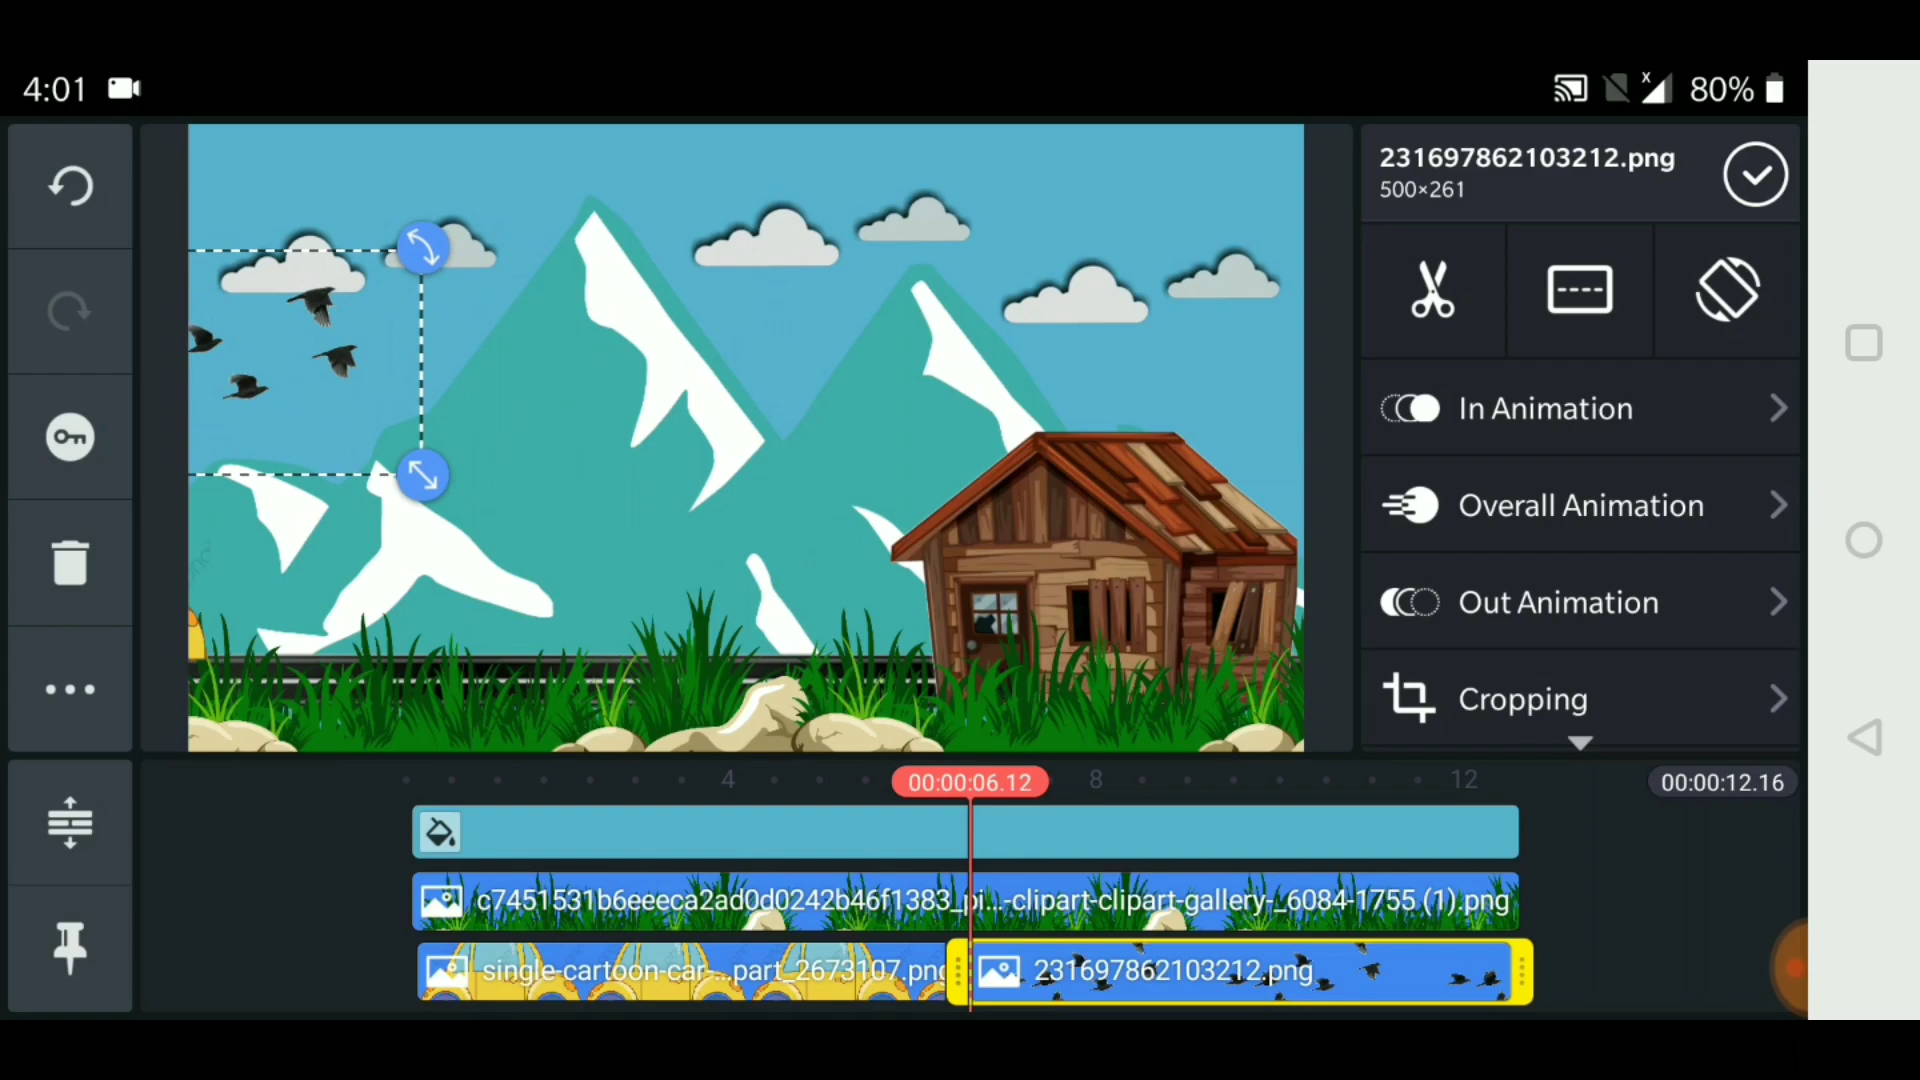 4:01
x
80%
231697862103212.png
500×261
In Animation
Overall Animation
Out Animation
Cropping
4
00:00:06.12
8
12
00:00:12.16
c7451531b6eeeca2ad0d0242b46f1383_pi...-clipart-clipart-gallery-_6084-1755 (1).png
single-cartoon-car-...part_2673107.png
231697862103212.png